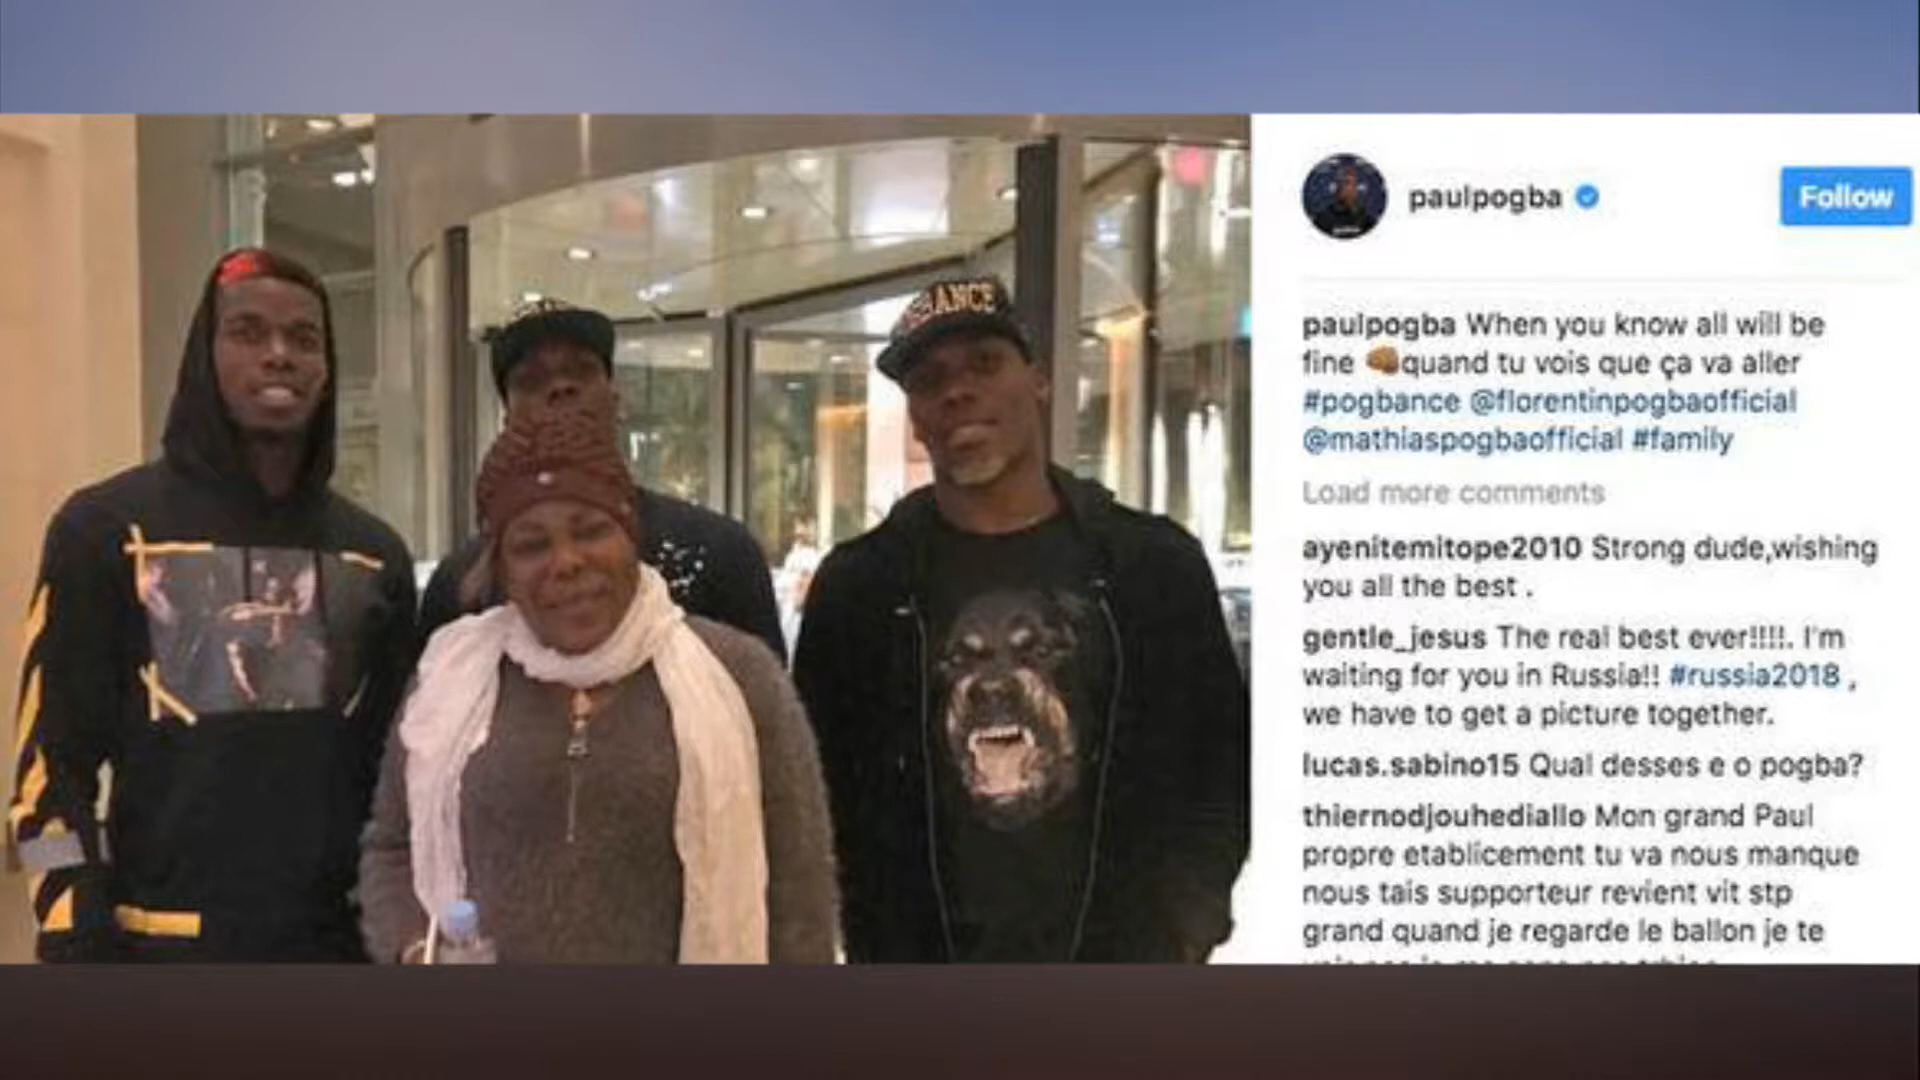 ANCE
paulpogba
Follow
paulpogba When you know all will be
fine 👊🏾quand tu vois que ça va aller
#pogbance @florentinpogbaofficial
@mathiaspogbaofficial #family
Load more comments
ayenitemitope2010 Strong dude,wishing
you all the best .
gentle_jesus The real best ever!!!!. I'm
waiting for you in Russia!! #russia2018 ,
we have to get a picture together.
lucas.sabino15 Qual desses e o pogba?
thiernodjouhediallo Mon grand Paul
propre etablicement tu va nous manque
nous tais supporteur revient vit stp
grand quand je regarde le ballon je te